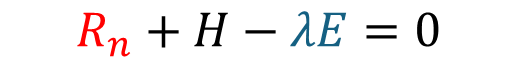 Rₙ + H − λE = 0